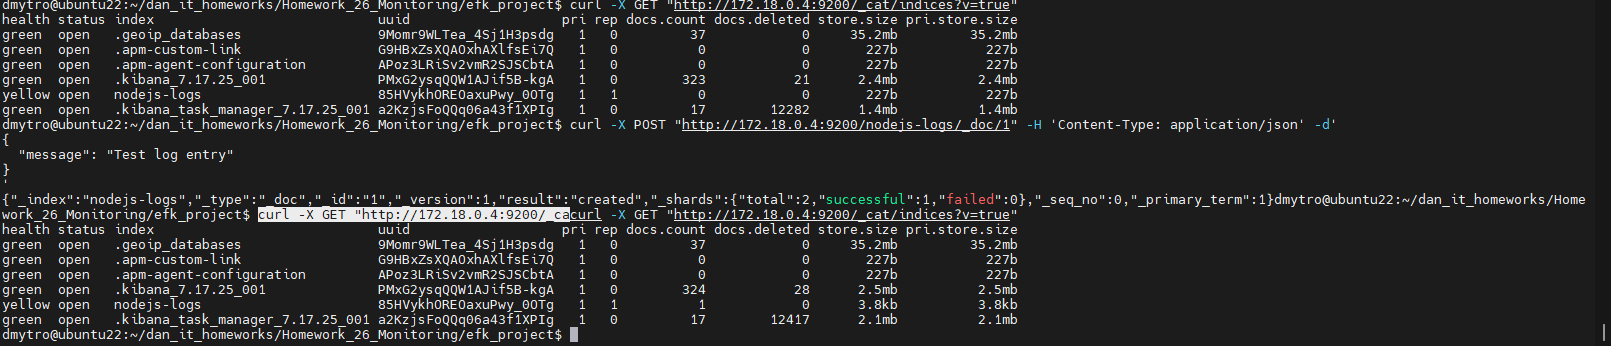 dmytro@ubuntu22:~/dan_it_homeworks/Homework_26_Monitoring/efk_project$ curl -X GET "http://172.18.0.4:9200/_cat/indices?v=true"
health status index                           uuid                   pri rep docs.count docs.deleted store.size pri.store.size
green  open   .geoip_databases                9Momr9WLTea_4Sj1H3psdg   1   0         37            0     35.2mb         35.2mb
green  open   .apm-custom-link                G9HBxZsXQAOxhAXlfsEi7Q   1   0          0            0       227b           227b
green  open   .apm-agent-configuration        APoz3LRiSv2vmR2SJSCbtA   1   0          0            0       227b           227b
green  open   .kibana_7.17.25_001             PMxG2ysqQQW1AJif5B-kgA   1   0        323           21      2.4mb          2.4mb
yellow open   nodejs-logs                     85HVykhOREOaxuPwy_0OTg   1   1          0            0       227b           227b
green  open   .kibana_task_manager_7.17.25_001 a2KzjsFoQQq06a43f1XPIg   1   0         17        12282      1.4mb          1.4mb
dmytro@ubuntu22:~/dan_it_homeworks/Homework_26_Monitoring/efk_project$ curl -X POST "http://172.18.0.4:9200/nodejs-logs/_doc/1" -H 'Content-Type: application/json' -d'
{
  "message": "Test log entry"
}
'
{"_index":"nodejs-logs","_type":"_doc","_id":"1","_version":1,"result":"created","_shards":{"total":2,"successful":1,"failed":0},"_seq_no":0,"_primary_term":1}dmytro@ubuntu22:~/dan_it_homeworks/Home
work_26_Monitoring/efk_project$ curl -X GET "http://172.18.0.4:9200/_cacurl -X GET "http://172.18.0.4:9200/_cat/indices?v=true"
health status index                           uuid                   pri rep docs.count docs.deleted store.size pri.store.size
green  open   .geoip_databases                9Momr9WLTea_4Sj1H3psdg   1   0         37            0     35.2mb         35.2mb
green  open   .apm-custom-link                G9HBxZsXQAOxhAXlfsEi7Q   1   0          0            0       227b           227b
green  open   .apm-agent-configuration        APoz3LRiSv2vmR2SJSCbtA   1   0          0            0       227b           227b
green  open   .kibana_7.17.25_001             PMxG2ysqQQW1AJif5B-kgA   1   0        324           28      2.5mb          2.5mb
yellow open   nodejs-logs                     85HVykhOREOaxuPwy_0OTg   1   1          1            0      3.8kb          3.8kb
green  open   .kibana_task_manager_7.17.25_001 a2KzjsFoQQq06a43f1XPIg   1   0         17        12417      2.1mb          2.1mb
dmytro@ubuntu22:~/dan_it_homeworks/Homework_26_Monitoring/efk_project$